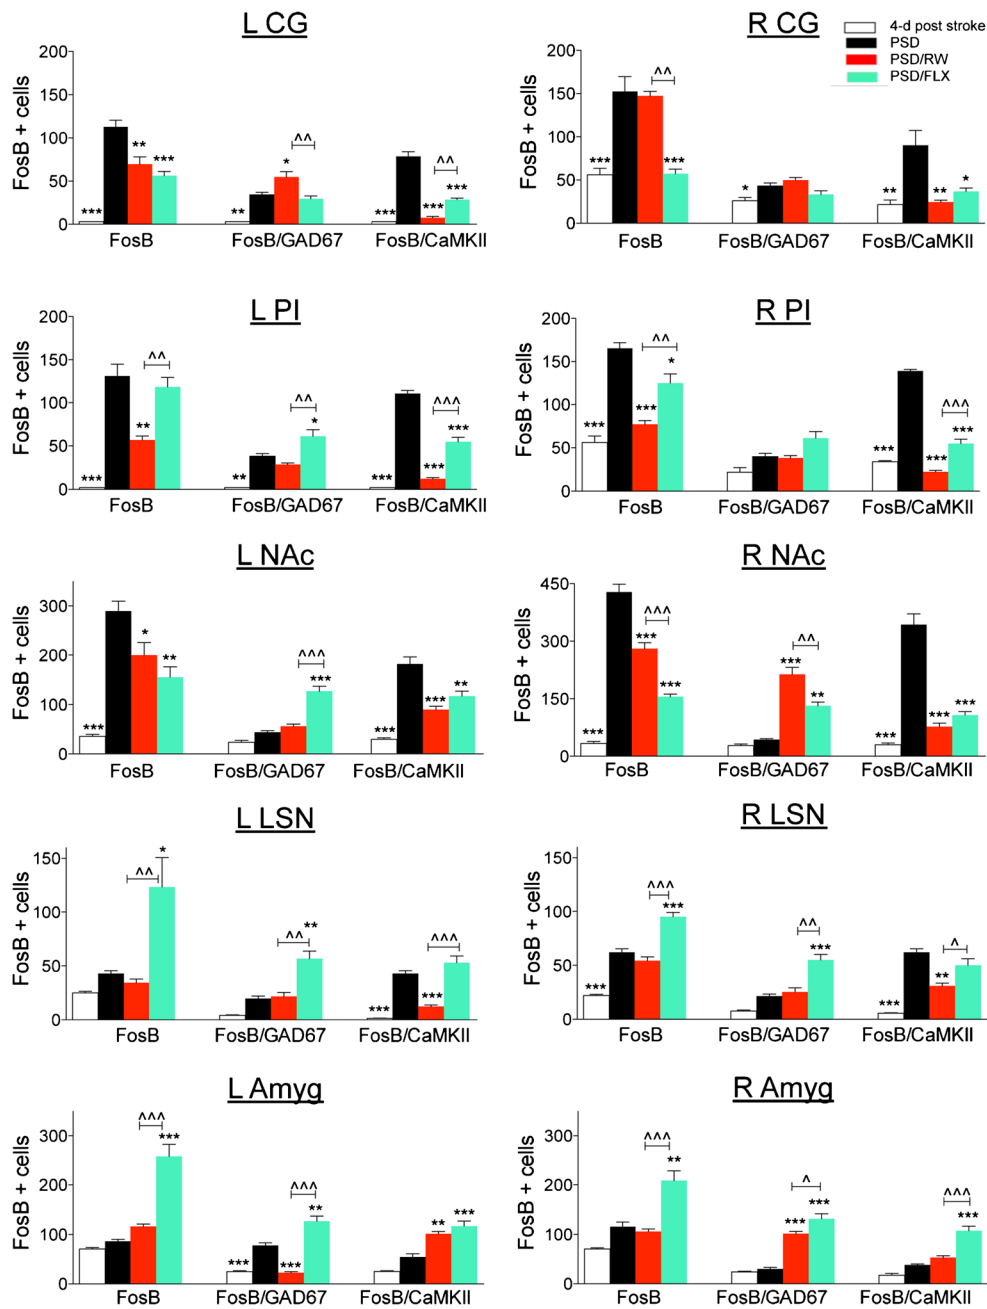 L CG
R CG
4-d post stroke
PSD
PSD/RW
PSD/FLX
FosB + cells
200
150
100
50
0
*** ** *** ** * ^^ *** *** ^^ ***
FosB FosB/GAD67 FosB/CaMKII
FosB + cells
200
150
100
50
0
*** ^^ *** * ** ** *
FosB FosB/GAD67 FosB/CaMKII
L PI
FosB + cells
200
150
100
50
0
*** ** ^^ ** ^^ * *** *** ^^^ ***
FosB FosB/GAD67 FosB/CaMKII
R PI
FosB + cells
200
150
100
50
0
*** *** ^^ * *** *** ^^^ ***
FosB FosB/GAD67 FosB/CaMKII
L NAc
FosB + cells
300
200
100
0
*** * ** ^^^ *** *** *** **
FosB FosB/GAD67 FosB/CaMKII
R NAc
FosB + cells
450
300
150
0
*** *** ^^^ *** *** ^^ ** *** *** ***
FosB FosB/GAD67 FosB/CaMKII
L LSN
FosB + cells
150
100
50
0
^^ * ^^ ** *** *** ^^^
FosB FosB/GAD67 FosB/CaMKII
R LSN
FosB + cells
150
100
50
0
*** ^^^ *** ^^ *** *** ** ^
FosB FosB/GAD67 FosB/CaMKII
L Amyg
FosB + cells
300
200
100
0
^^^ *** *** *** ^^^ ** ** ***
FosB FosB/GAD67 FosB/CaMKII
R Amyg
FosB + cells
300
200
100
0
^^^ ** *** ^ *** ^^^ ***
FosB FosB/GAD67 FosB/CaMKII